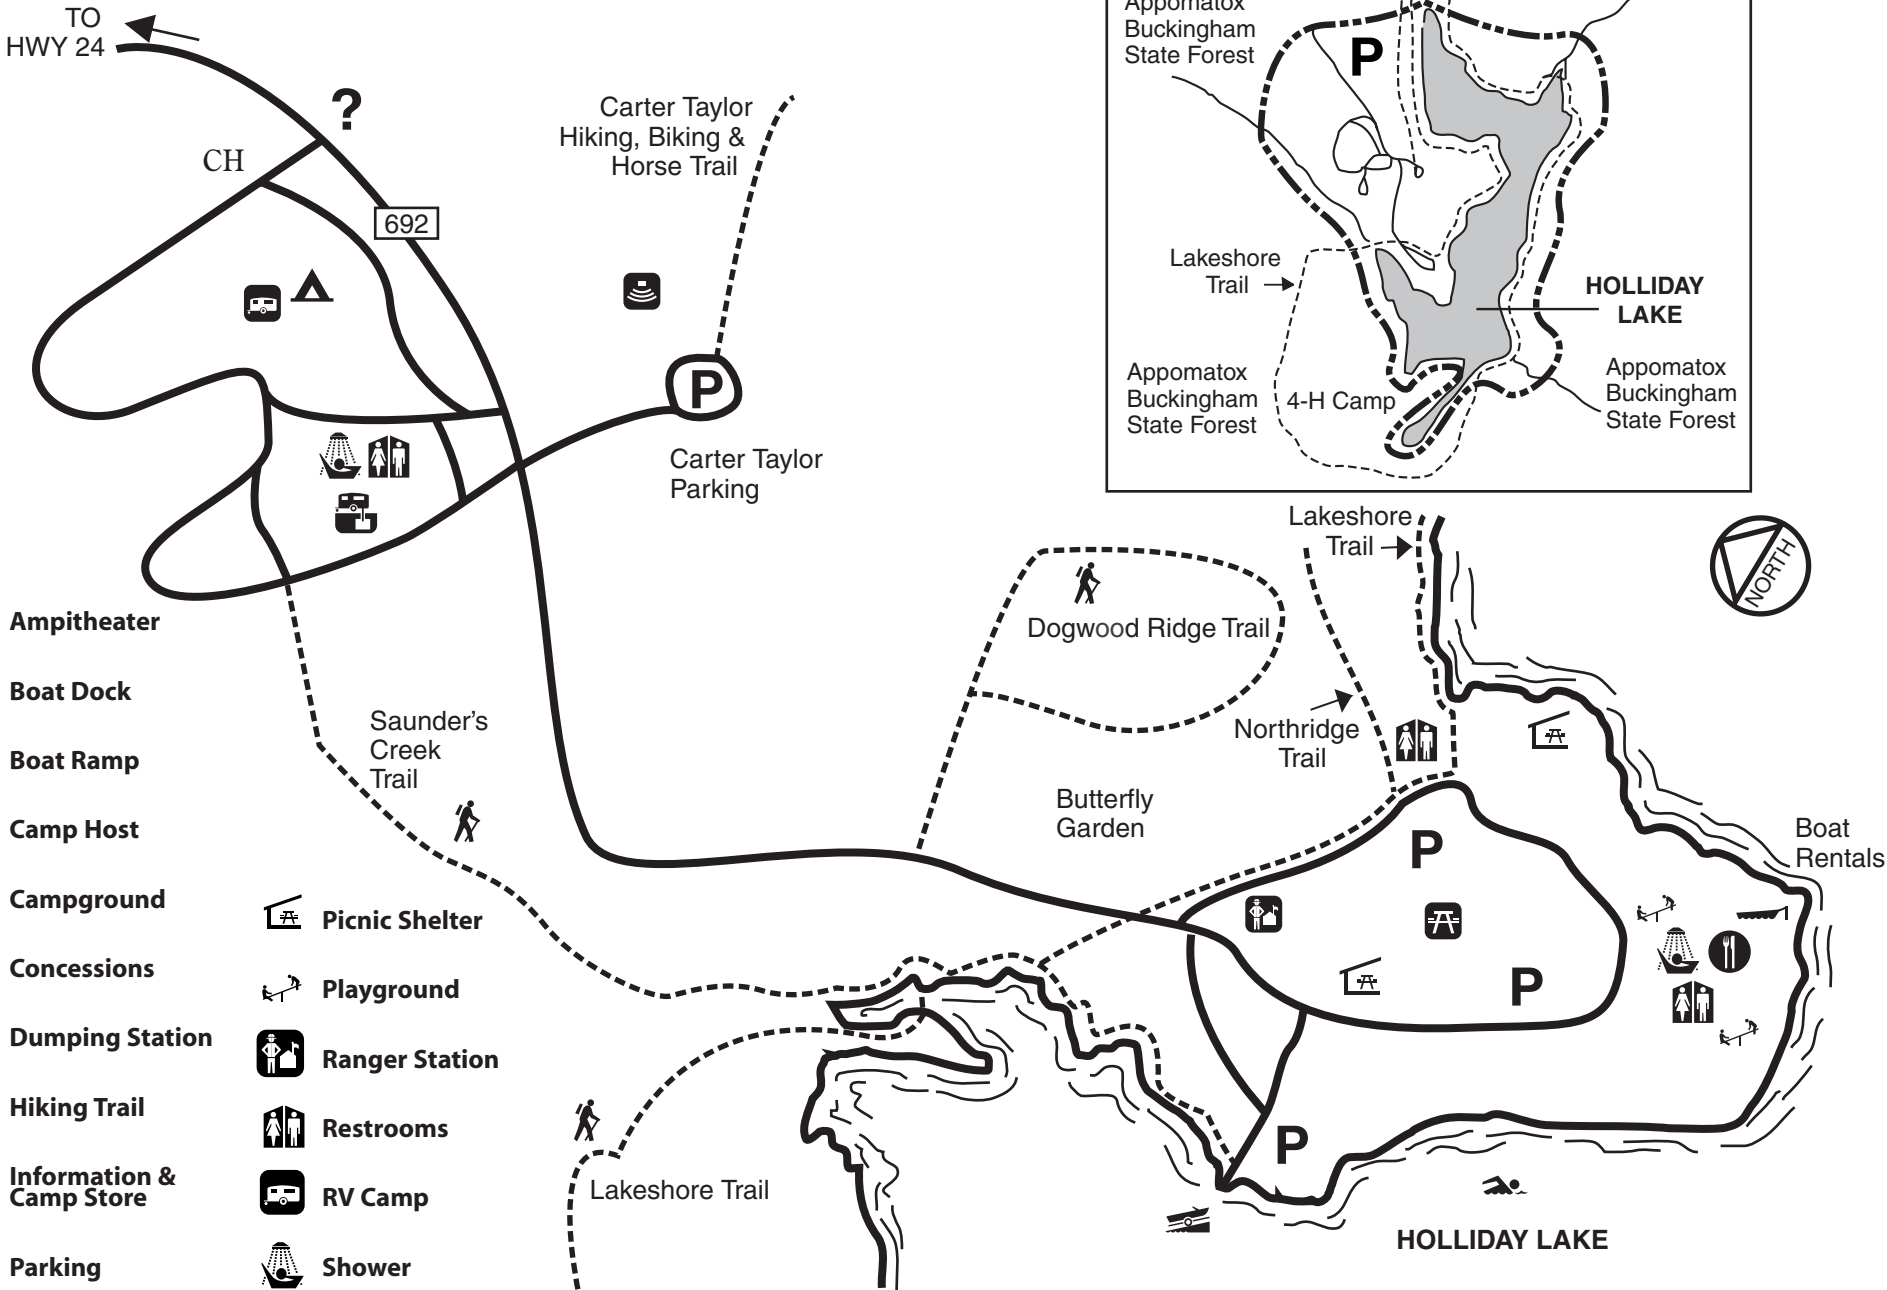 TO
HWY 24
?
CH
692
Carter Taylor
Hiking, Biking &
Horse Trail
P
Carter Taylor
Parking
Appomatox
Buckingham
State Forest
P
Lakeshore
Trail
HOLLIDAY
LAKE
Appomatox
Buckingham
State Forest
4-H Camp
Appomatox
Buckingham
State Forest
Lakeshore
Trail
NORTH
Dogwood Ridge Trail
Northridge
Trail
Saunder's
Creek
Trail
Butterfly
Garden
P
Boat
Rentals
P
P
Lakeshore Trail
HOLLIDAY LAKE
Ampitheater
Boat Dock
Boat Ramp
Camp Host
Campground
Concessions
Dumping Station
Hiking Trail
Information &
Camp Store
Parking
Picnic Shelter
Playground
Ranger Station
Restrooms
RV Camp
Shower